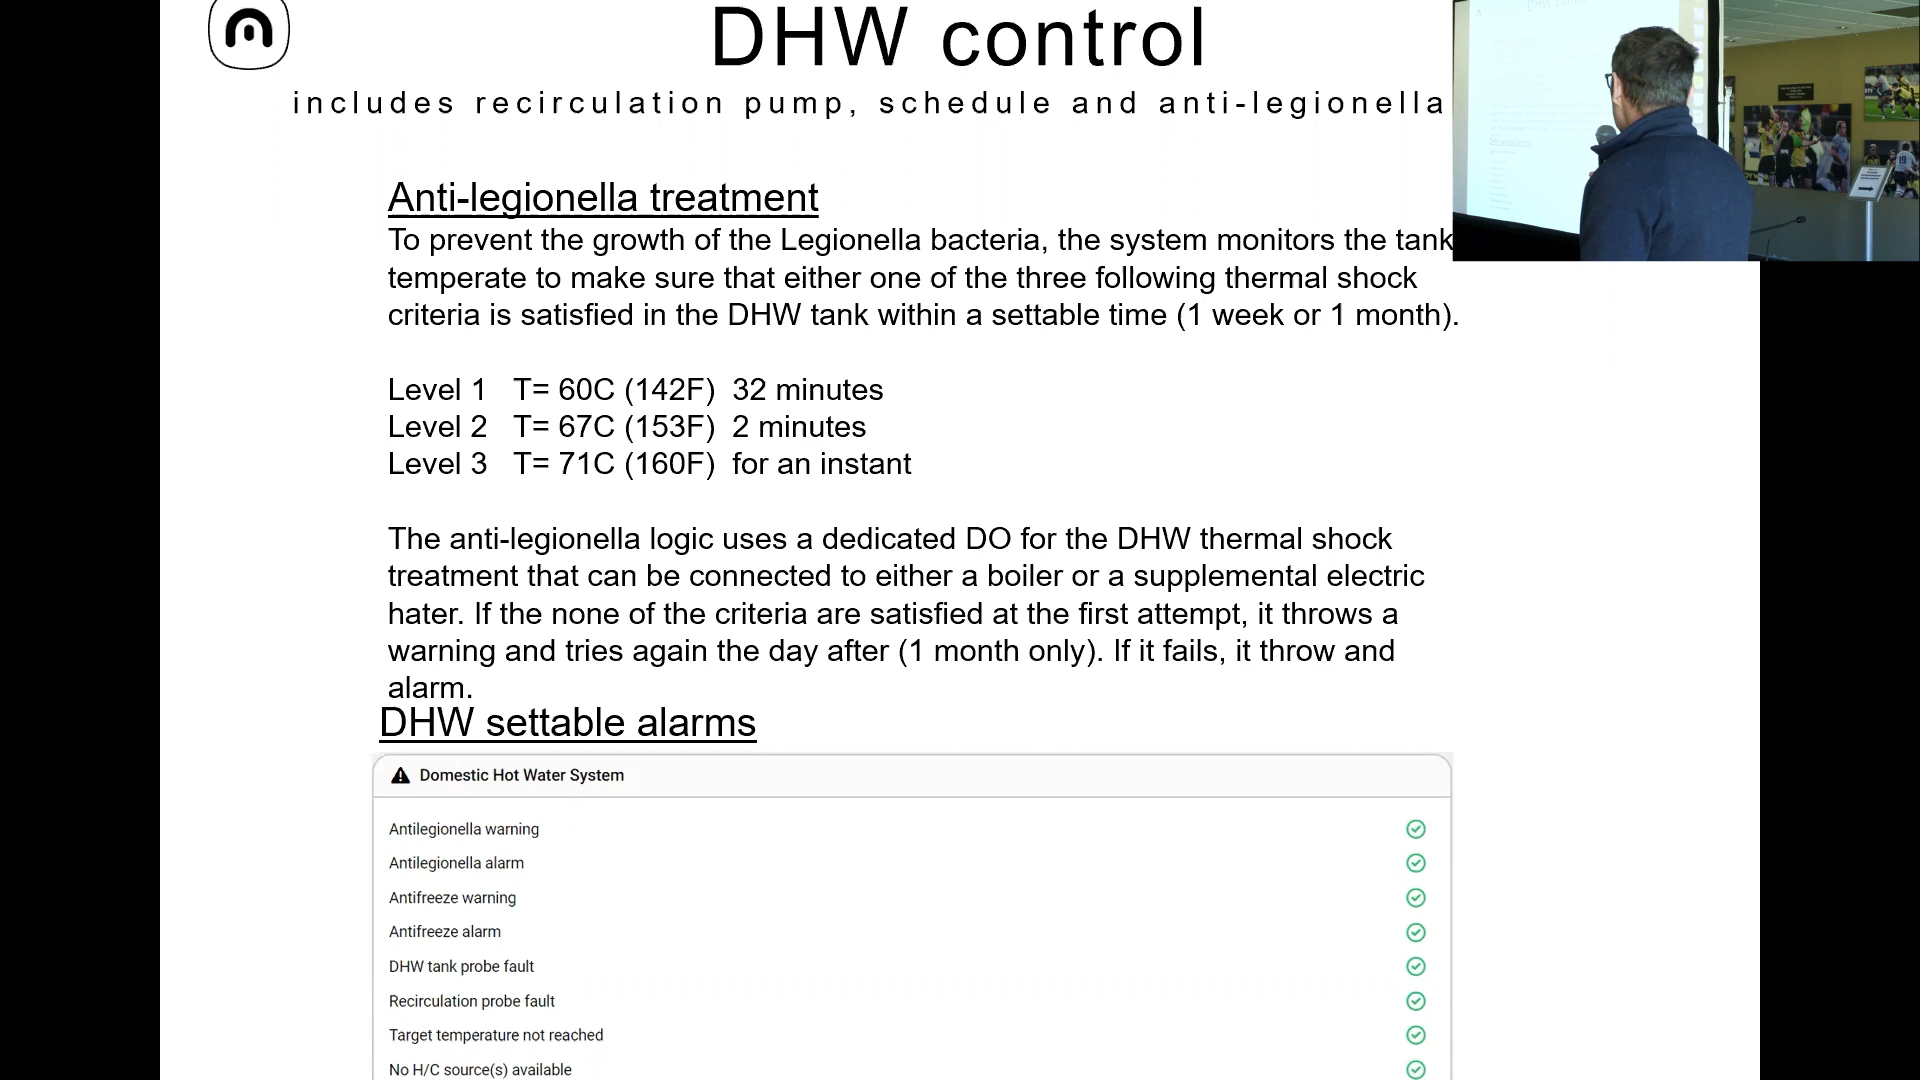 DHW control
includes recirculation pump, schedule and anti-legionella
Anti-legionella treatment
To prevent the growth of the Legionella bacteria, the system monitors the tank
temperate to make sure that either one of the three following thermal shock
criteria is satisfied in the DHW tank within a settable time (1 week or 1 month).
Level 1 T= 60C (142F) 32 minutes
Level 2 T= 67C (153F) 2 minutes
Level 3 T= 71C (160F) for an instant
The anti-legionella logic uses a dedicated DO for the DHW thermal shock
treatment that can be connected to either a boiler or a supplemental electric
hater. If the none of the criteria are satisfied at the first attempt, it throws a
warning and tries again the day after (1 month only). If it fails, it throw and
alarm.
DHW settable alarms
Domestic Hot Water System
Antilegionella warning
Antilegionella alarm
Antifreeze warning
Antifreeze alarm
DHW tank probe fault
Recirculation probe fault
Target temperature not reached
No H/C source(s) available